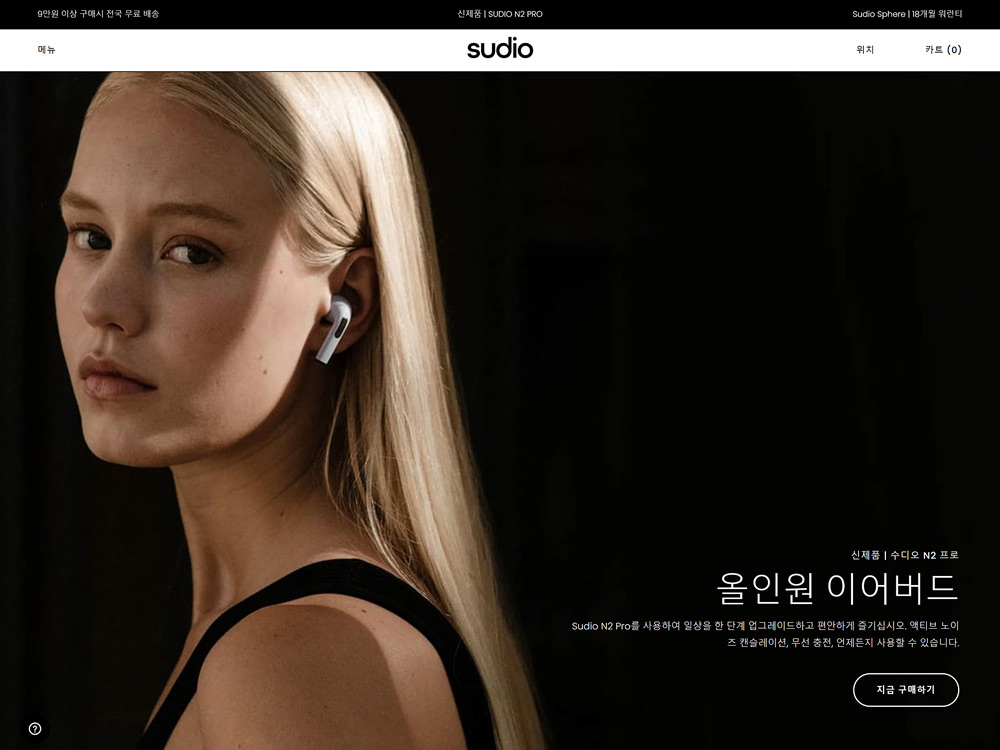 9만원 이상 구매시 전국 무료 배송
신제품 | SUDIO N2 PRO
Sudio Sphere | 18개월 워런티
메뉴
sudio
위치
카트 (0)
신제품 | 수디오 N2 프로
올인원 이어버드
Sudio N2 Pro를 사용하여 일상을 한 단계 업그레이드하고 편안하게 즐기십시오. 액티브 노이
즈 캔슬레이션, 무선 충전, 언제든지 사용할 수 있습니다.
지금 구매하기
?